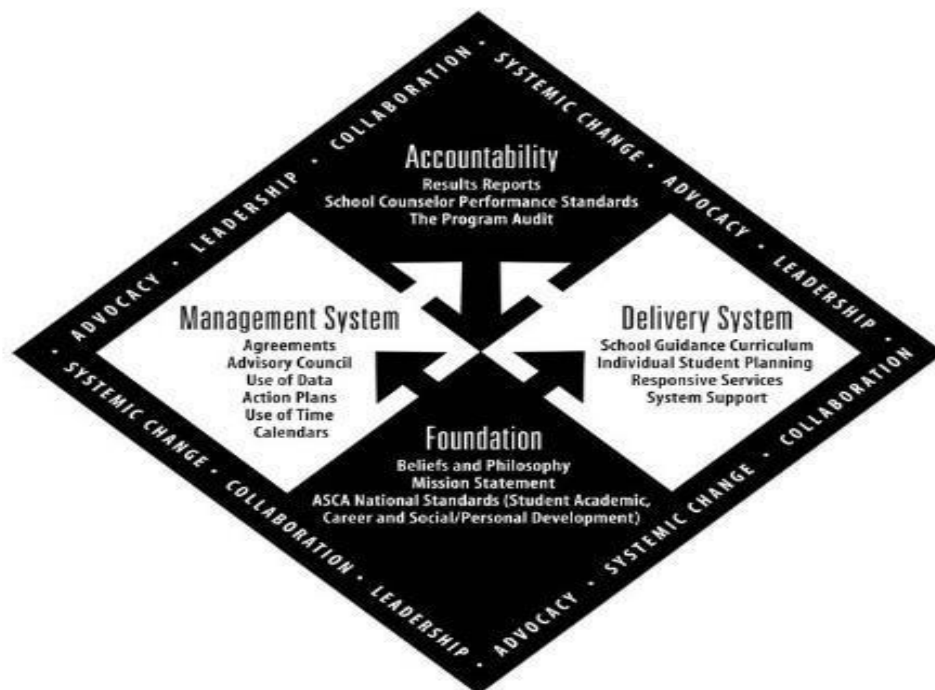 ADVOCACY • LEADERSHIP • COLLABORATION •
SYSTEMIC CHANGE • ADVOCACY • LEADERSHIP •
Accountability
Results Reports
School Counselor Performance Standards
The Program Audit
Management System
Agreements
Advisory Council
Use of Data
Action Plans
Use of Time
Calendars
Delivery System
School Guidance Curriculum
Individual Student Planning
Responsive Services
System Support
Foundation
Beliefs and Philosophy
Mission Statement
ASCA National Standards (Student Academic,
Career and Social/Personal Development)
• SYSTEMIC CHANGE • COLLABORATION • LEADERSHIP •
ADVOCACY • SYSTEMIC CHANGE • COLLABORATION